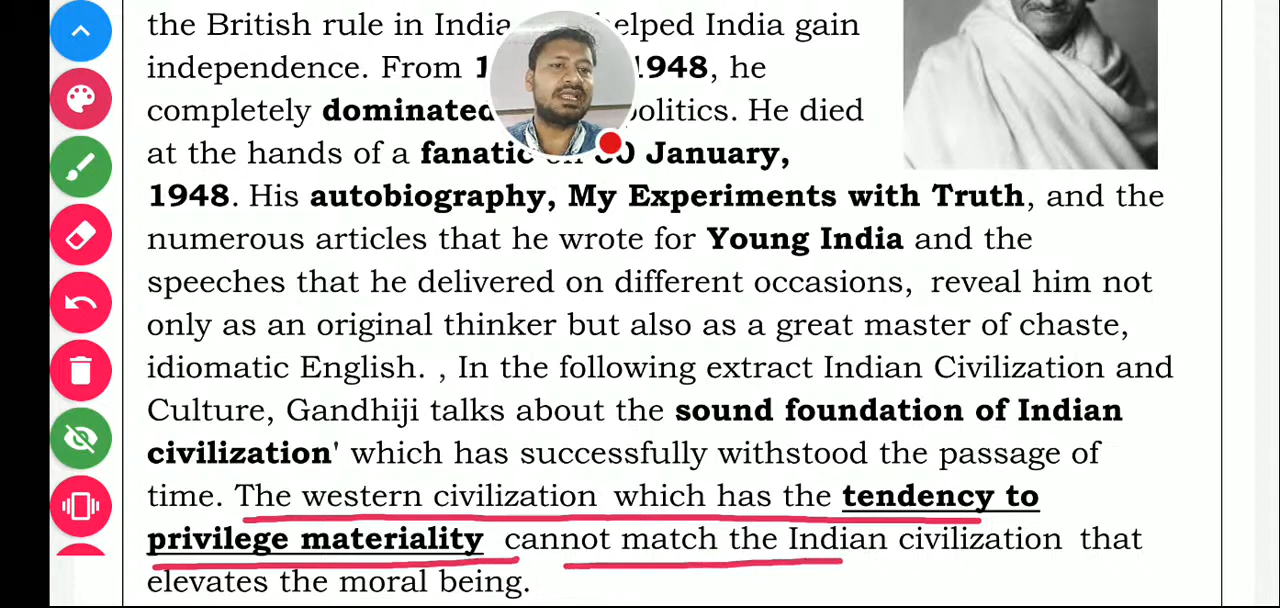 the British rule in India elped India gain
independence. From 1 1948, he
completely dominated politics. He died
at the hands of a fanatic on 30 January,
1948. His autobiography, My Experiments with Truth, and the
numerous articles that he wrote for Young India and the
speeches that he delivered on different occasions, reveal him not
only as an original thinker but also as a great master of chaste,
idiomatic English. , In the following extract Indian Civilization and
Culture, Gandhiji talks about the sound foundation of Indian
civilization' which has successfully withstood the passage of
time. The western civilization which has the tendency to
privilege materiality cannot match the Indian civilization that
elevates the moral being.